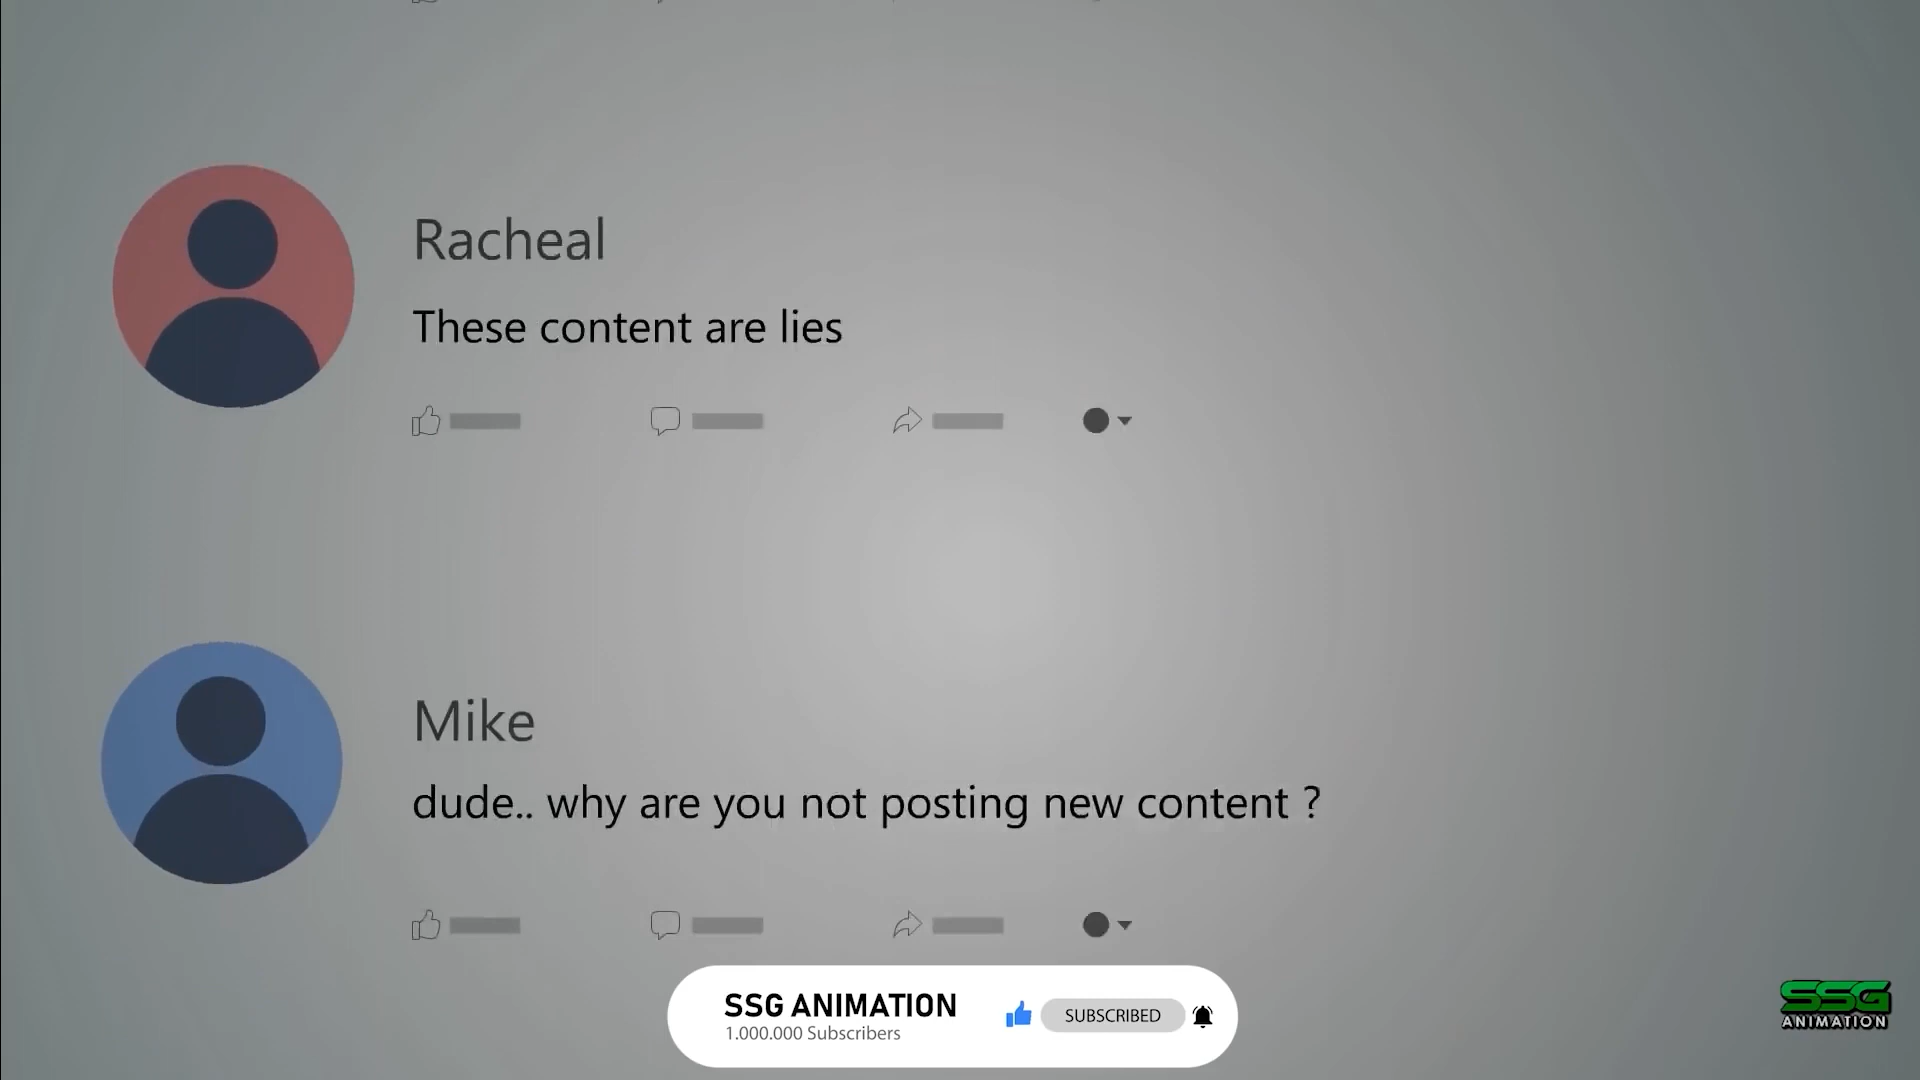 Racheal
These content are lies
Mike
dude.. why are you not posting new content ?
SSG ANIMATION
1.000.000 Subscribers
SUBSCRIBED
SSG
ANIMATION